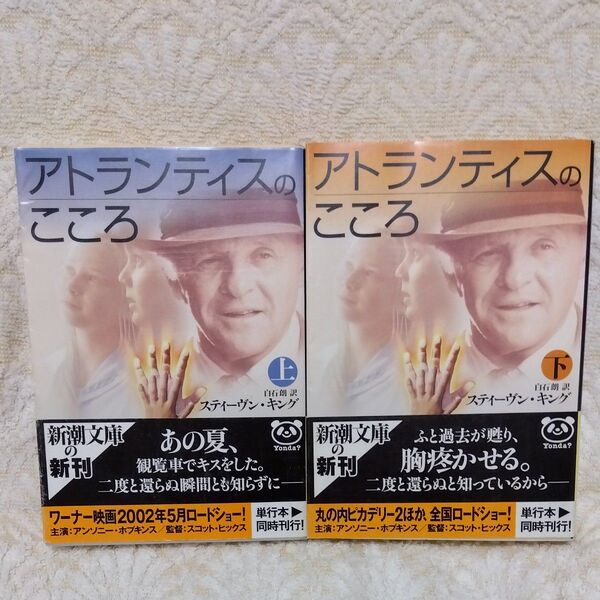 アトランティスの
こころ
上
白石朗 訳
スティーヴン・キング
新潮文庫
の
新刊
あの夏、
観覧車でキスをした。
二度と還らぬ瞬間とも知らずに──
Yonda?
ワーナー映画2002年5月ロードショー!
主演:アンソニー・ホプキンス/監督:スコット・ヒックス
単行本▶
同時刊行!
アトランティスの
こころ
下
白石朗 訳
スティーヴン・キング
新潮文庫
の
新刊
ふと過去が甦り、
胸疼かせる。
二度と還らぬと知っているから──
Yonda?
丸の内ピカデリー2ほか、全国ロードショー!
主演:アンソニー・ホプキンス/監督:スコット・ヒックス
単行本▶
同時刊行!